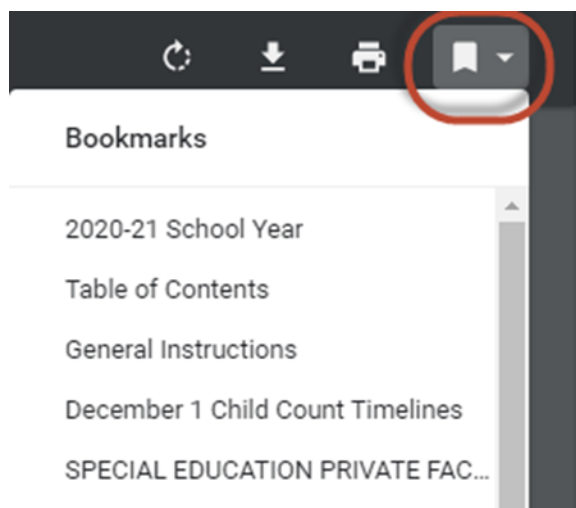 Bookmarks
2020-21 School Year
Table of Contents
General Instructions
December 1 Child Count Timelines
SPECIAL EDUCATION PRIVATE FAC...